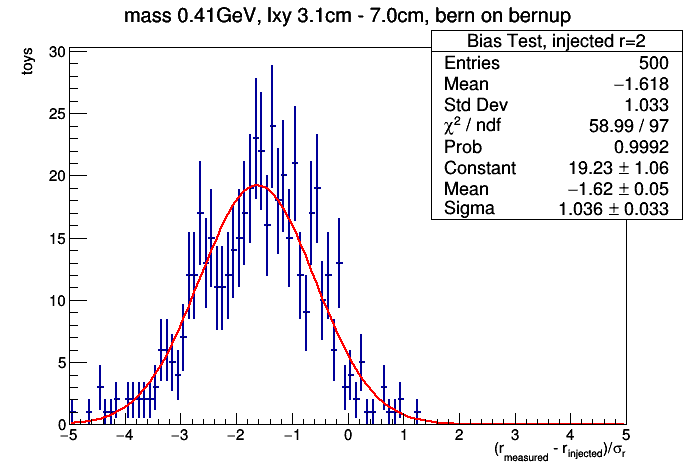 mass 0.41GeV, lxy 3.1cm - 7.0cm, bern on bernup
Bias Test, injected r=2
Entries 500
Mean −1.618
Std Dev 1.033
χ² / ndf 58.99 / 97
Prob 0.9992
Constant 19.23 ± 1.06
Mean −1.62 ± 0.05
Sigma 1.036 ± 0.033
toys
30
25
20
15
10
5
0
−5 −4 −3 −2 −1 0 1 2 3 4 5
(r_measured - r_injected)/σ_r